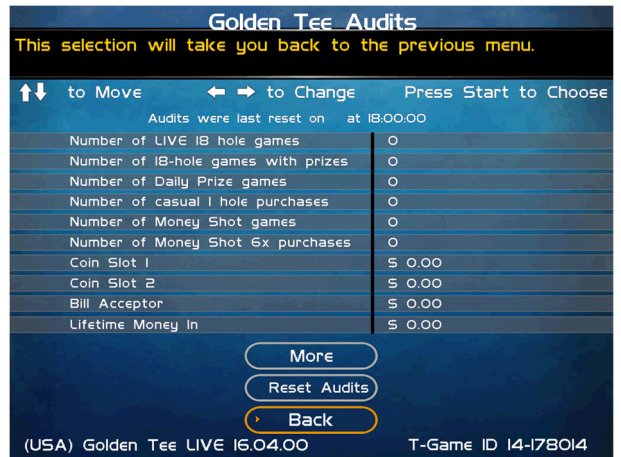 Golden Tee Audits
This selection will take you back to the previous menu.
to Move to Change Press Start to Choose
Audits were last reset on at 18:00:00
Number of LIVE 18 hole games 0
Number of 18-hole games with prizes 0
Number of Daily Prize games 0
Number of casual 1 hole purchases 0
Number of Money Shot games 0
Number of Money Shot 6x purchases 0
Coin Slot 1 $ 0.00
Coin Slot 2 $ 0.00
Bill Acceptor $ 0.00
Lifetime Money In $ 0.00
More
Reset Audits
Back
(USA) Golden Tee LIVE 16.04.00 T-Game ID 14-178014